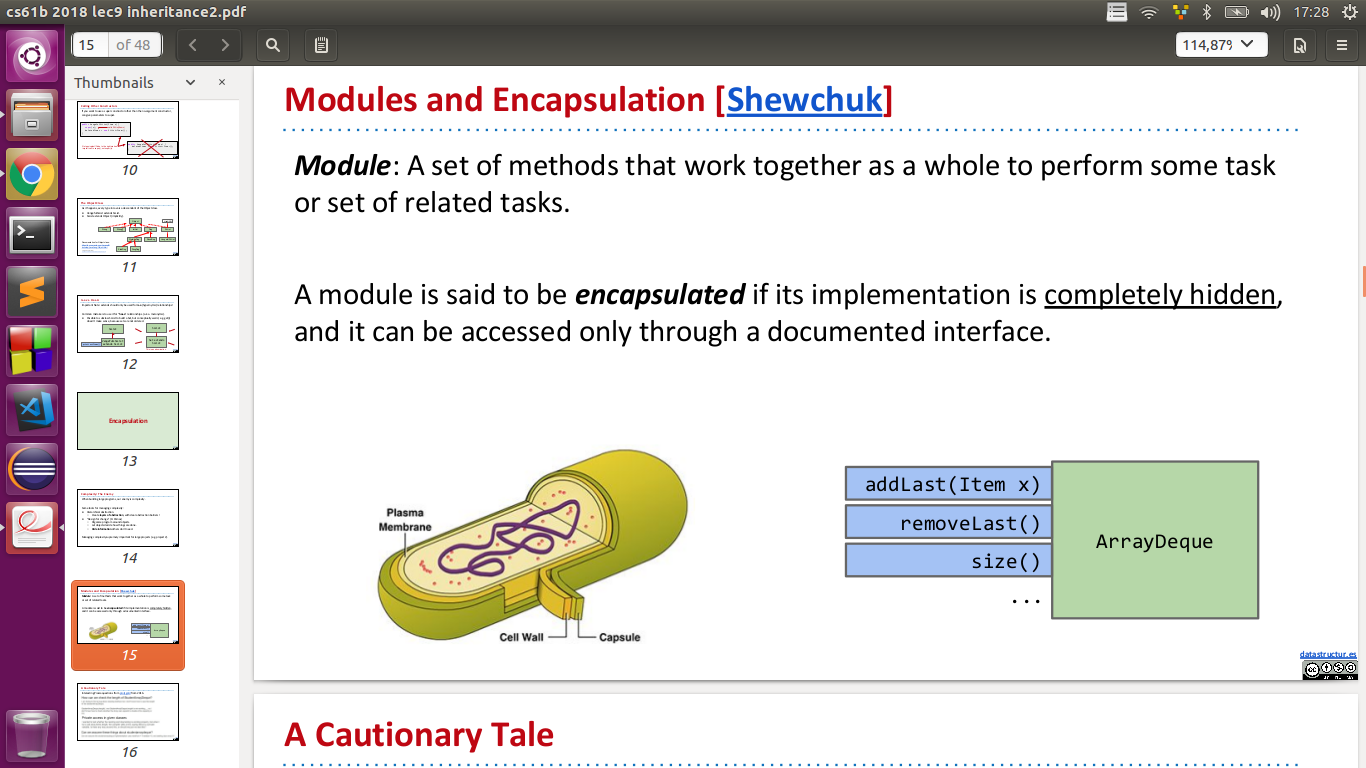 cs61b 2018 lec9 inheritance2.pdf
17:28
15 of 48
114,87%
Thumbnails
10
11
12
Encapsulation
13
14
15
16
Modules and Encapsulation [Shewchuk]
Module: A set of methods that work together as a whole to perform some task
or set of related tasks.
A module is said to be encapsulated if its implementation is completely hidden,
and it can be accessed only through a documented interface.
Plasma
Membrane
Cell Wall
Capsule
addLast(Item x)
removeLast()
size()
...
ArrayDeque
datastructur.es
A Cautionary Tale